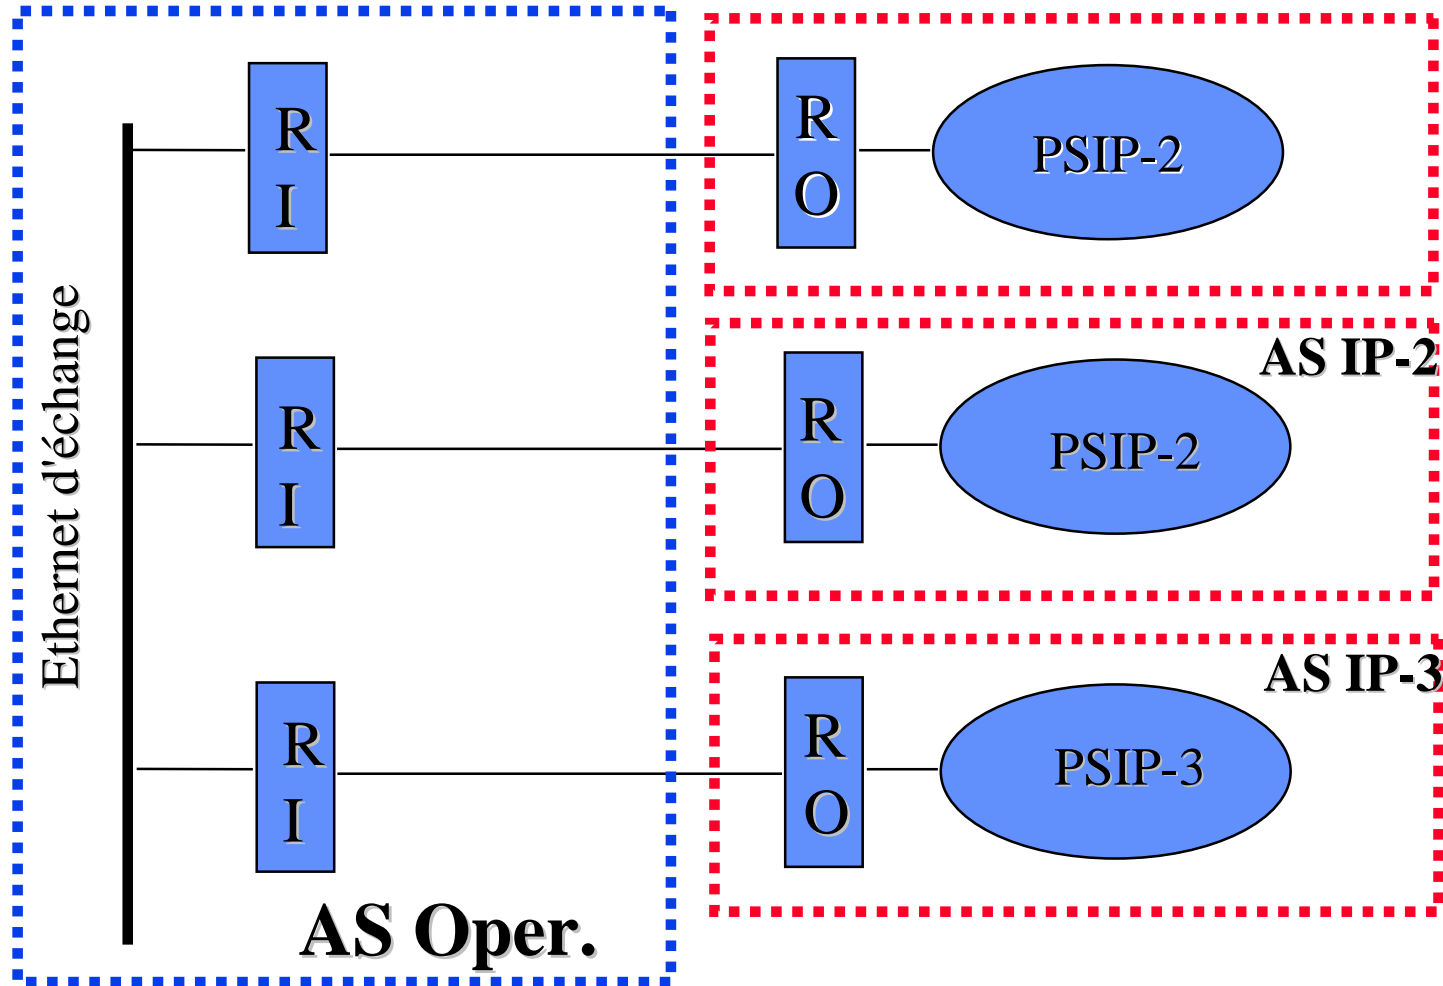 R
I
R
O
PSIP-2
Ethernet d'échange
AS IP-2
R
I
R
O
PSIP-2
AS IP-3
R
I
R
O
PSIP-3
AS Oper.